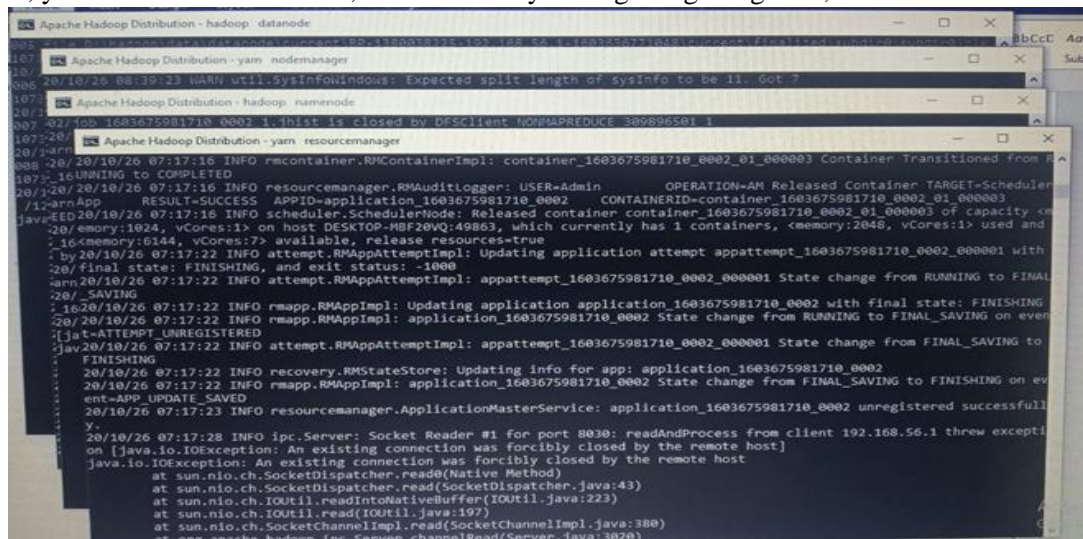 Apache Hadoop Distribution - hadoop datanode
Apache Hadoop Distribution - yarn nodemanager
20/10/26 08:39:23 WARN util.SysInfoWindows: Expected split length of sysInfo to be 11. Got 7
Apache Hadoop Distribution - hadoop namenode
02/job_1603675981710_0002_1.jhist is closed by DFSClient_NONMAPREDUCE_309896501_1
Apache Hadoop Distribution - yarn resourcemanager
20/10/26 07:17:16 INFO rmcontainer.RMContainerImpl: container_1603675981710_0002_01_000003 Container Transitioned from R
UNNING to COMPLETED
20/10/26 07:17:16 INFO resourcemanager.RMAuditLogger: USER=Admin OPERATION=AM Released Container TARGET=Scheduler
App RESULT=SUCCESS APPID=application_1603675981710_0002 CONTAINERID=container_1603675981710_0002_01_000003
20/10/26 07:17:16 INFO scheduler.SchedulerNode: Released container container_1603675981710_0002_01_000003 of capacity <m
emory:1024, vCores:1> on host DESKTOP-MBF20VQ:49863, which currently has 1 containers, <memory:2048, vCores:1> used and
<memory:6144, vCores:7> available, release resources=true
20/10/26 07:17:22 INFO attempt.RMAppAttemptImpl: Updating application attempt appattempt_1603675981710_0002_000001 with
final state: FINISHING, and exit status: -1000
20/10/26 07:17:22 INFO attempt.RMAppAttemptImpl: appattempt_1603675981710_0002_000001 State change from RUNNING to FINAL
_SAVING
20/10/26 07:17:22 INFO rmapp.RMAppImpl: Updating application application_1603675981710_0002 with final state: FINISHING
20/10/26 07:17:22 INFO rmapp.RMAppImpl: application_1603675981710_0002 State change from RUNNING to FINAL_SAVING on even
t=ATTEMPT_UNREGISTERED
20/10/26 07:17:22 INFO attempt.RMAppAttemptImpl: appattempt_1603675981710_0002_000001 State change from FINAL_SAVING to
FINISHING
20/10/26 07:17:22 INFO recovery.RMStateStore: Updating info for app: application_1603675981710_0002
20/10/26 07:17:22 INFO rmapp.RMAppImpl: application_1603675981710_0002 State change from FINAL_SAVING to FINISHING on ev
ent=APP_UPDATE_SAVED
20/10/26 07:17:23 INFO resourcemanager.ApplicationMasterService: application_1603675981710_0002 unregistered successfull
y.
20/10/26 07:17:28 INFO ipc.Server: Socket Reader #1 for port 8030: readAndProcess from client 192.168.56.1 threw excepti
on [java.io.IOException: An existing connection was forcibly closed by the remote host]
java.io.IOException: An existing connection was forcibly closed by the remote host
at sun.nio.ch.SocketDispatcher.read0(Native Method)
at sun.nio.ch.SocketDispatcher.read(SocketDispatcher.java:43)
at sun.nio.ch.IOUtil.readIntoNativeBuffer(IOUtil.java:223)
at sun.nio.ch.IOUtil.read(IOUtil.java:197)
at sun.nio.ch.SocketChannelImpl.read(SocketChannelImpl.java:380)
at org.apache.hadoop.ipc.Server.channelRead(Server.java:3020)